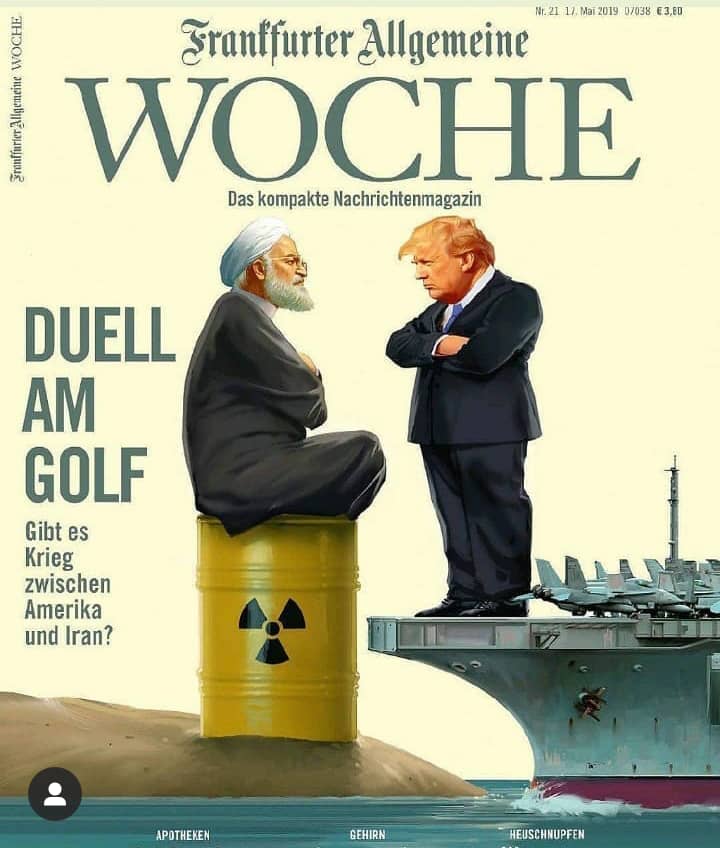 Nr. 21 17. Mai 2019 07038 € 3,80
Frankfurter Allgemeine WOCHE
Frankfurter Allgemeine
WOCHE
Das kompakte Nachrichtenmagazin
DUELL
AM
GOLF
Gibt es
Krieg
zwischen
Amerika
und Iran?
APOTHEKEN
GEHIRN
HEUSCHNUPFEN